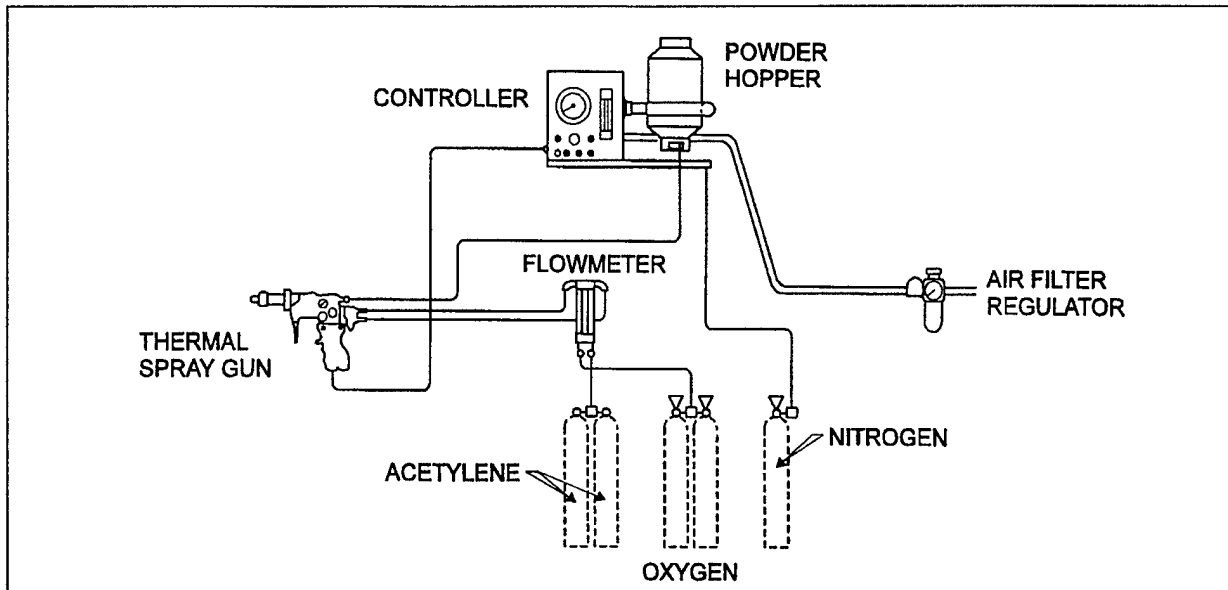 POWDER
HOPPER
CONTROLLER
FLOWMETER
AIR FILTER
REGULATOR
THERMAL
SPRAY GUN
NITROGEN
ACETYLENE
OXYGEN